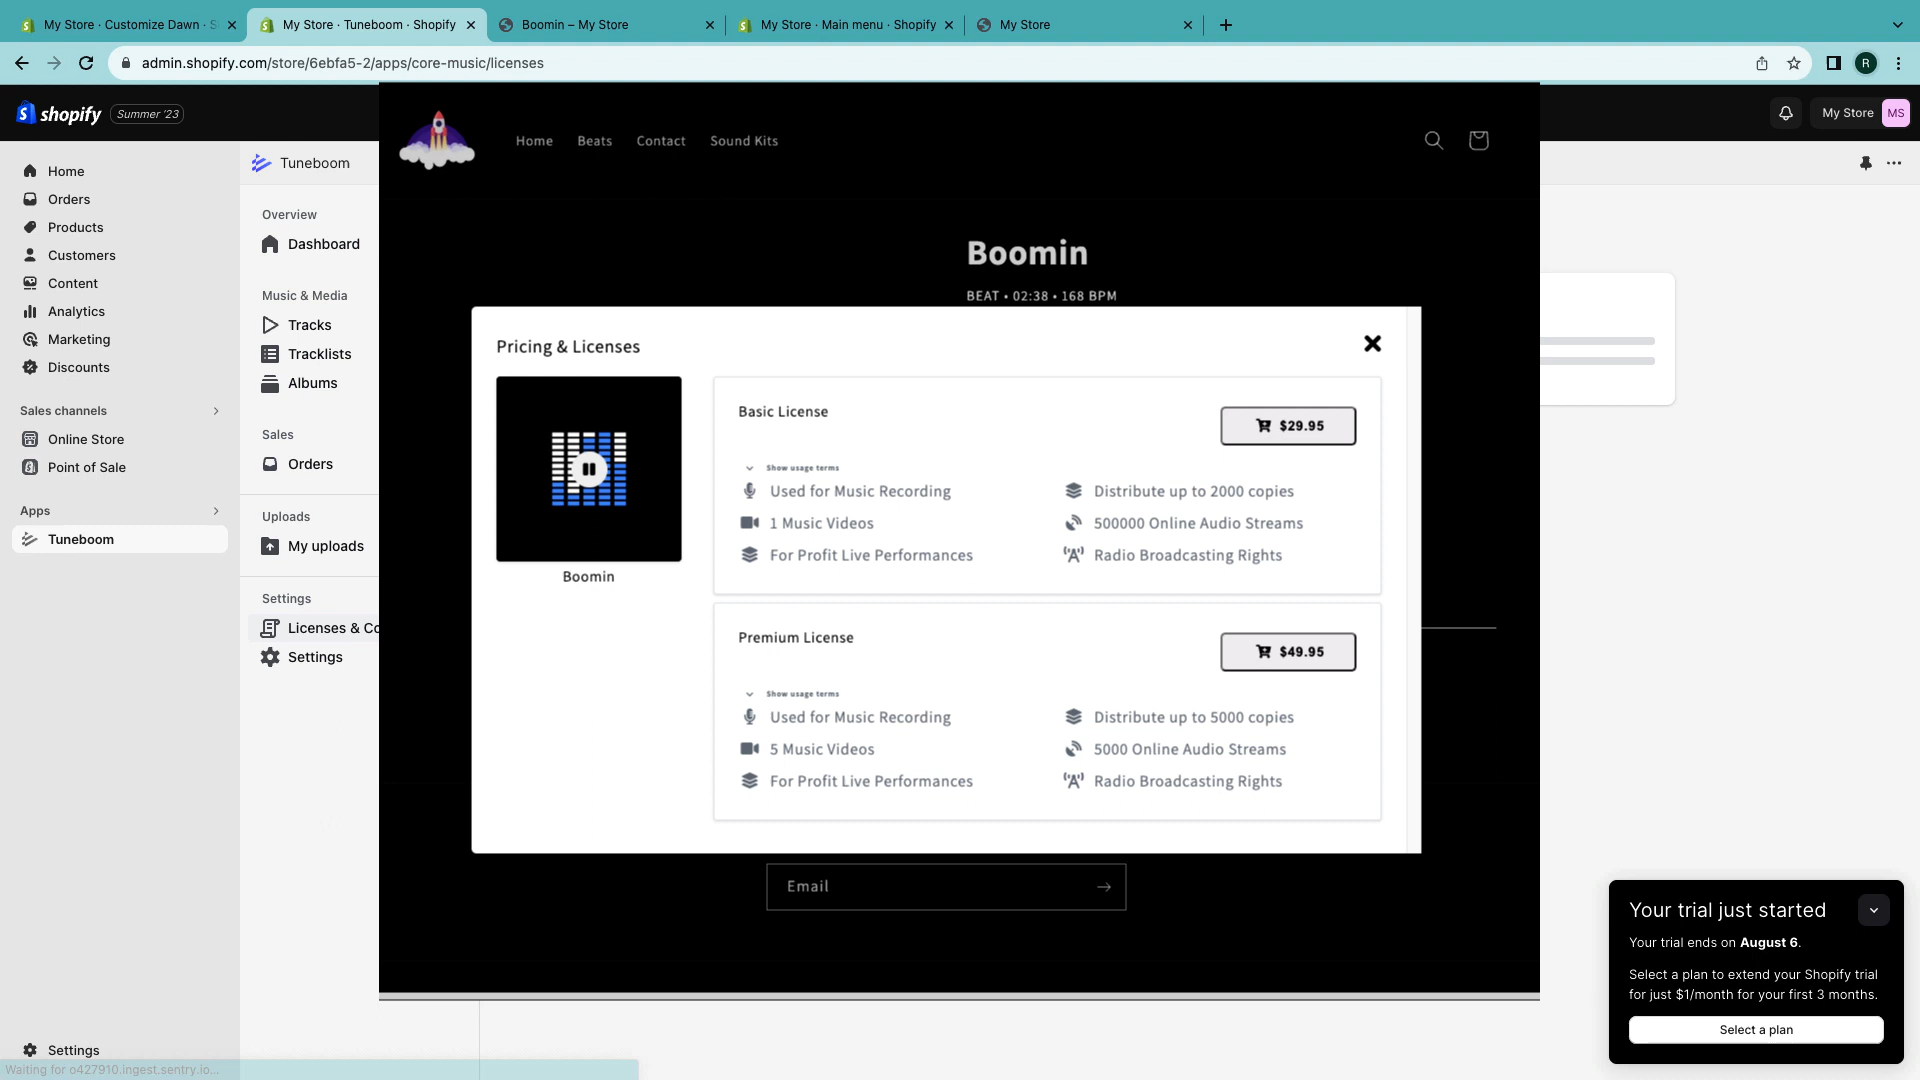 My Store · Customize Dawn · S
My Store · Tuneboom · Shopify
Boomin – My Store
My Store · Main menu · Shopify
My Store
admin.shopify.com/store/6ebfa5-2/apps/core-music/licenses
R
shopify
Summer '23
My Store
MS
Home
Orders
Products
Customers
Content
Analytics
Marketing
Discounts
Sales channels
Online Store
Point of Sale
Apps
Tuneboom
Settings
Waiting for o427910.ingest.sentry.io...
Tuneboom
Overview
Dashboard
Music & Media
Tracks
Tracklists
Albums
Sales
Orders
Uploads
My uploads
Settings
Licenses & Co
Settings
Home
Beats
Contact
Sound Kits
Boomin
BEAT • 02:38 • 168 BPM
Pricing & Licenses
Boomin
Basic License
$29.95
Show usage terms
Used for Music Recording
Distribute up to 2000 copies
1 Music Videos
500000 Online Audio Streams
For Profit Live Performances
Radio Broadcasting Rights
Premium License
$49.95
Show usage terms
Used for Music Recording
Distribute up to 5000 copies
5 Music Videos
5000 Online Audio Streams
For Profit Live Performances
Radio Broadcasting Rights
Email
Your trial just started
Your trial ends on August 6.
Select a plan to extend your Shopify trial
for just $1/month for your first 3 months.
Select a plan